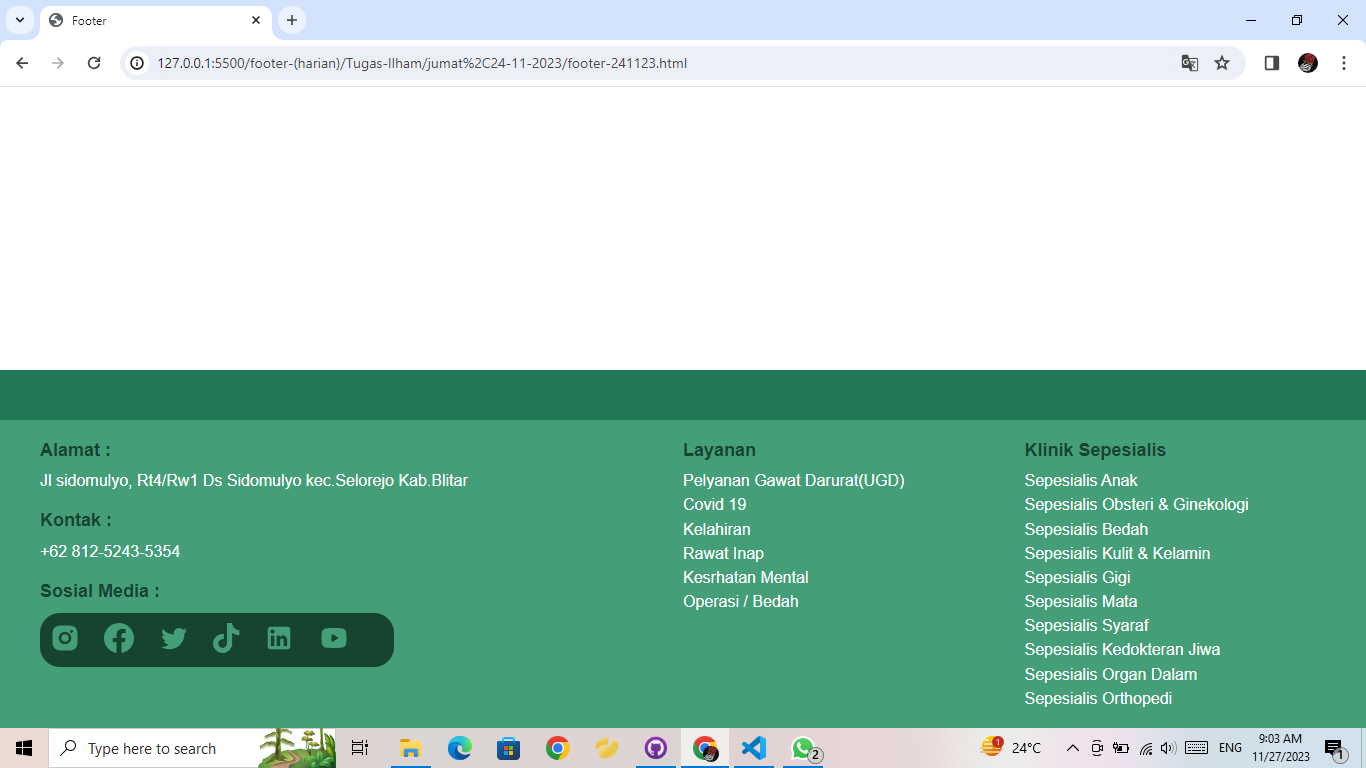 Footer
127.0.0.1:5500/footer-(harian)/Tugas-Ilham/jumat%2C24-11-2023/footer-241123.html
Alamat :
Jl sidomulyo, Rt4/Rw1 Ds Sidomulyo kec.Selorejo Kab.Blitar
Kontak :
+62 812-5243-5354
Sosial Media :
Layanan
Pelyanan Gawat Darurat(UGD)
Covid 19
Kelahiran
Rawat Inap
Kesrhatan Mental
Operasi / Bedah
Klinik Sepesialis
Sepesialis Anak
Sepesialis Obsteri & Ginekologi
Sepesialis Bedah
Sepesialis Kulit & Kelamin
Sepesialis Gigi
Sepesialis Mata
Sepesialis Syaraf
Sepesialis Kedokteran Jiwa
Sepesialis Organ Dalam
Sepesialis Orthopedi
Type here to search
2
1
24°C
ENG
9:03 AM
11/27/2023
1